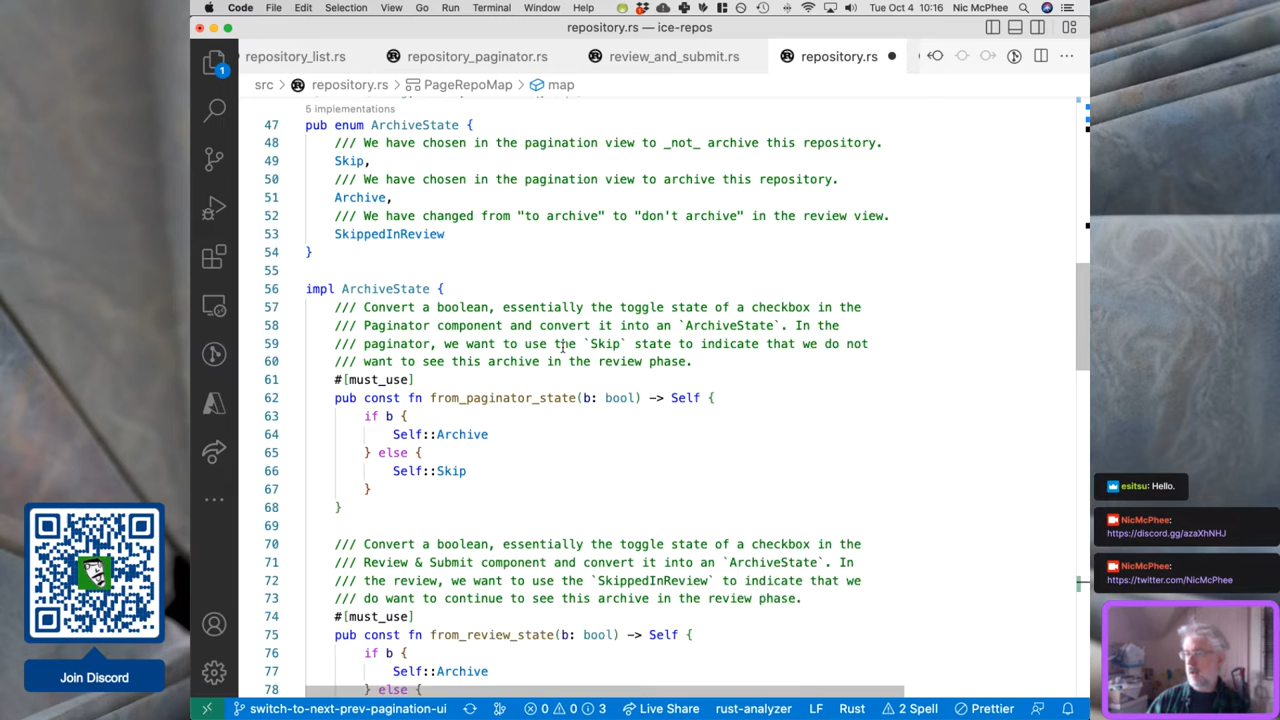 Code File Edit Selection View Go Run Terminal Window Help Tue Oct 4 10:16 Nic McPhee
repository.rs — ice-repos
repository_list.rs repository_paginator.rs review_and_submit.rs repository.rs
src repository.rs PageRepoMap map
1
5 implementations
47 pub enum ArchiveState {
48 /// We have chosen in the pagination view to _not_ archive this repository.
49 Skip,
50 /// We have chosen in the pagination view to archive this repository.
51 Archive,
52 /// We have changed from "to archive" to "don't archive" in the review view.
53 SkippedInReview
54 }
55
56 impl ArchiveState {
57 /// Convert a boolean, essentially the toggle state of a checkbox in the
58 /// Paginator component and convert it into an `ArchiveState`. In the
59 /// paginator, we want to use the `Skip` state to indicate that we do not
60 /// want to see this archive in the review phase.
61 #[must_use]
62 pub const fn from_paginator_state(b: bool) -> Self {
63 if b {
64 Self::Archive
65 } else {
66 Self::Skip
67 }
68 }
69
70 /// Convert a boolean, essentially the toggle state of a checkbox in the
71 /// Review & Submit component and convert it into an `ArchiveState`. In
72 /// the review, we want to use the `SkippedInReview` to indicate that we
73 /// do want to continue to see this archive in the review phase.
74 #[must_use]
75 pub const fn from_review_state(b: bool) -> Self {
76 if b {
77 Self::Archive
78 } else {
switch-to-next-prev-pagination-ui 0 0 3 Live Share rust-analyzer LF Rust 2 Spell Prettier
Join Discord
esitsu: Hello.
NicMcPhee:
https://discord.gg/azaXhNHJ
NicMcPhee:
https://twitter.com/NicMcPhee